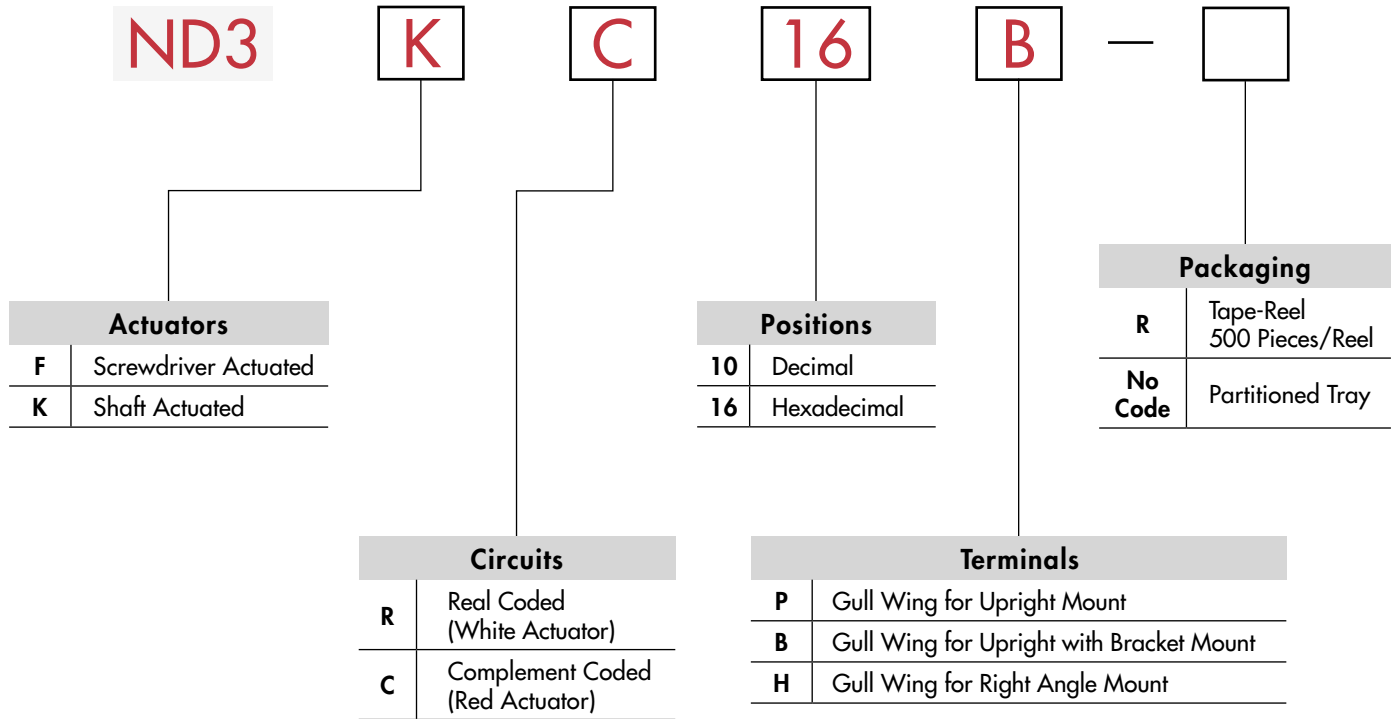 ND3 K C 16 B —
Packaging
R Tape-Reel
500 Pieces/Reel
No
Code Partitioned Tray
Actuators
F Screwdriver Actuated
K Shaft Actuated
Positions
10 Decimal
16 Hexadecimal
Circuits
R Real Coded
(White Actuator)
C Complement Coded
(Red Actuator)
Terminals
P Gull Wing for Upright Mount
B Gull Wing for Upright with Bracket Mount
H Gull Wing for Right Angle Mount